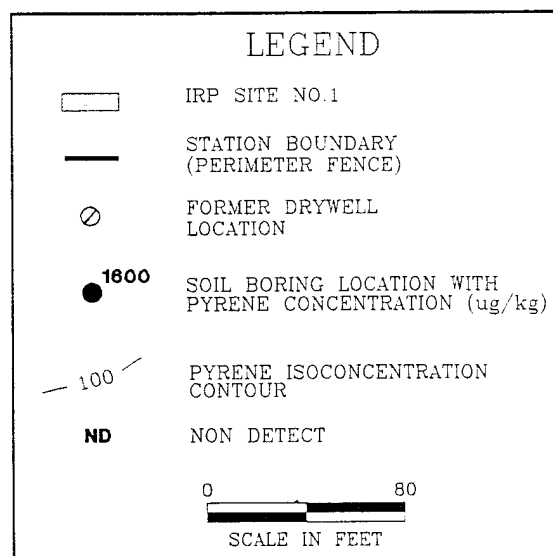 LEGEND
IRP SITE NO.1
STATION BOUNDARY
(PERIMETER FENCE)
FORMER DRYWELL
LOCATION
1600
SOIL BORING LOCATION WITH
PYRENE CONCENTRATION (ug/kg)
100
PYRENE ISOCONCENTRATION
CONTOUR
ND
NON DETECT
0 80
SCALE IN FEET